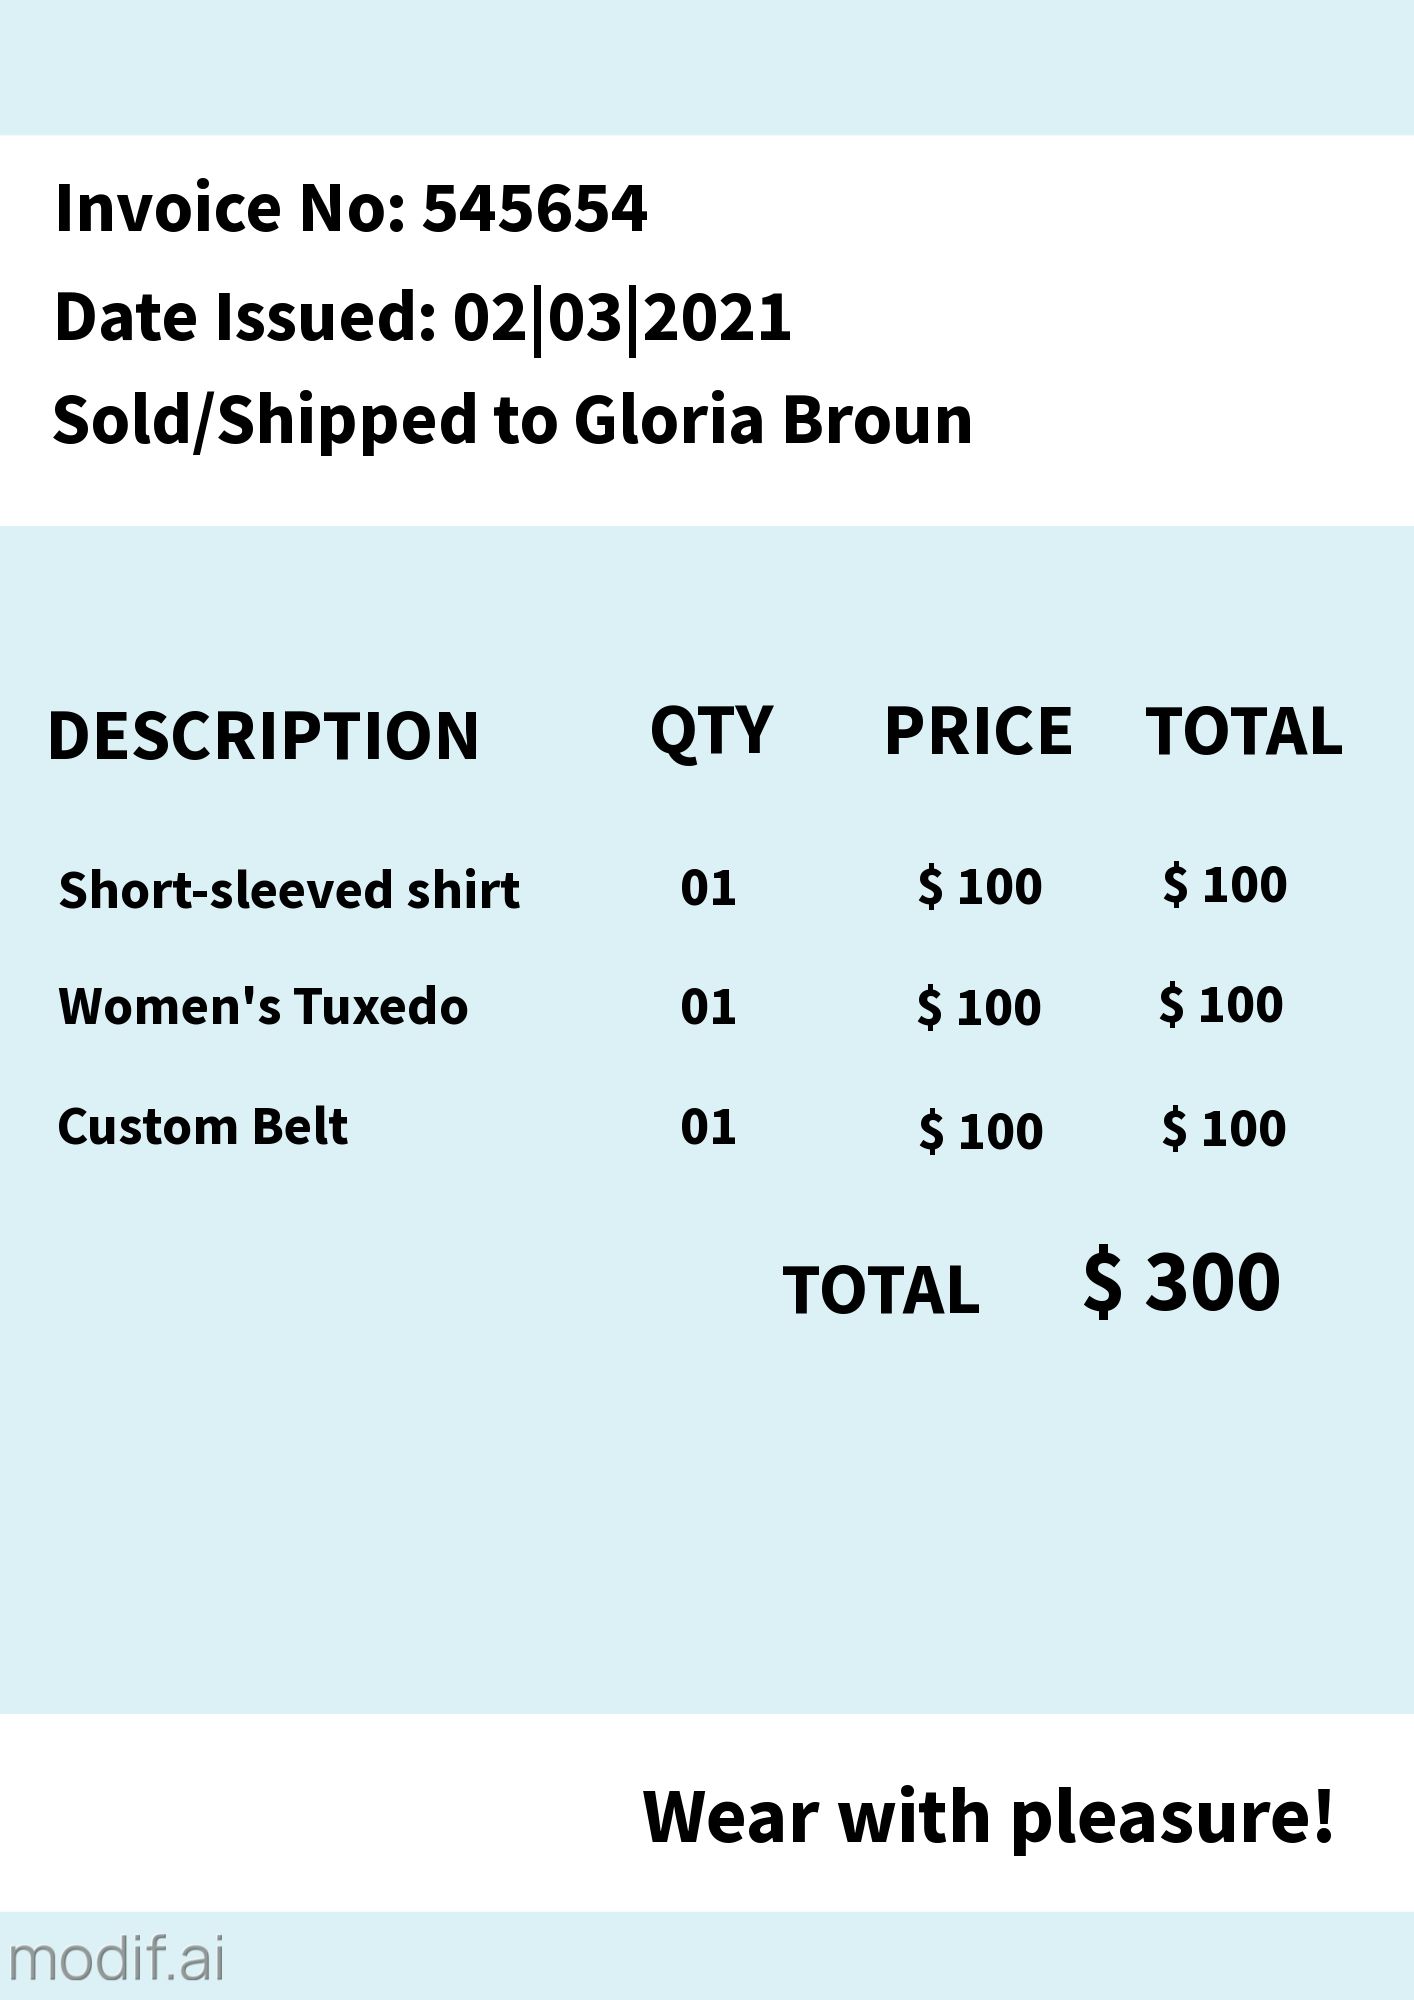 Invoice No: 545654
Date Issued: 02|03|2021
Sold/Shipped to Gloria Broun
DESCRIPTION QTY PRICE TOTAL
Short-sleeved shirt 01 $ 100 $ 100
Women's Tuxedo 01 $ 100 $ 100
Custom Belt 01 $ 100 $ 100
TOTAL $ 300
Wear with pleasure!
modif.ai